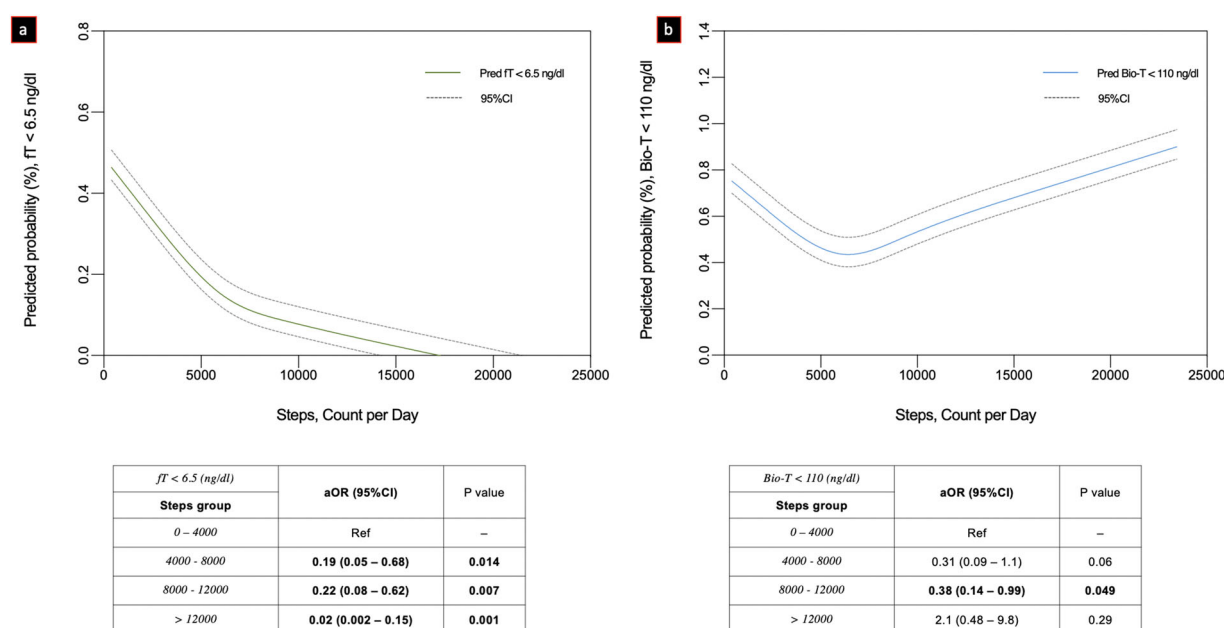 a
Predicted probability (%), fT < 6.5 ng/dl
0.8
0.6
0.4
0.2
0.0
Pred fT < 6.5 ng/dl
95%CI
0
5000
10000
15000
20000
25000
Steps, Count per Day
b
Predicted probability (%), Bio-T < 110 ng/dl
1.4
1.2
1.0
0.8
0.6
0.4
0.2
0.0
Pred Bio-T < 110 ng/dl
95%CI
0
5000
10000
15000
20000
25000
Steps, Count per Day
fT < 6.5 (ng/dl)
aOR (95%CI)
P value
Steps group
0 – 4000 Ref –
4000 - 8000 0.19 (0.05 – 0.68) 0.014
8000 - 12000 0.22 (0.08 – 0.62) 0.007
> 12000 0.02 (0.002 – 0.15) 0.001
Bio-T < 110 (ng/dl)
aOR (95%CI)
P value
Steps group
0 – 4000 Ref –
4000 - 8000 0.31 (0.09 – 1.1) 0.06
8000 - 12000 0.38 (0.14 – 0.99) 0.049
> 12000 2.1 (0.48 – 9.8) 0.29